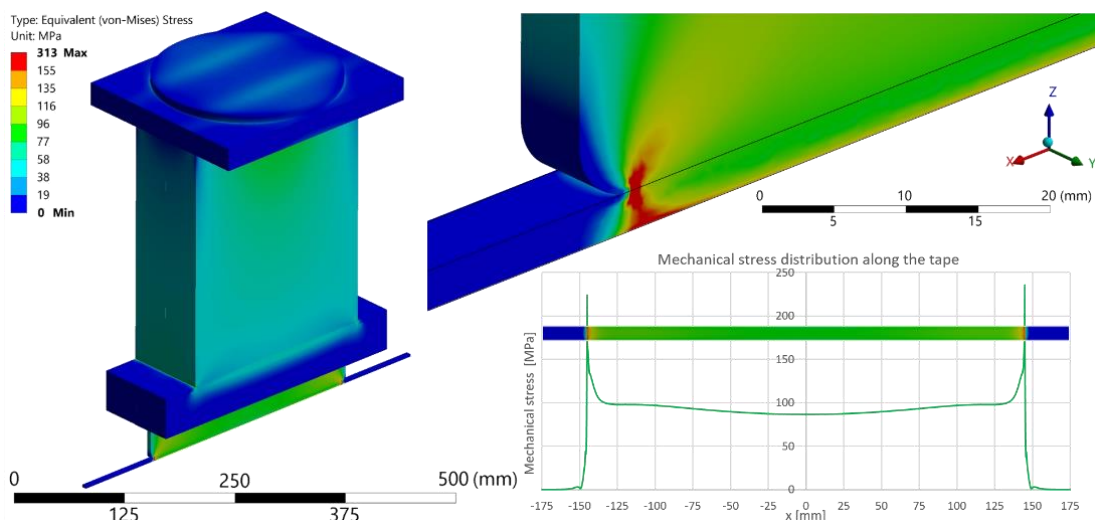 Type: Equivalent (von-Mises) Stress
Unit: MPa
313 Max
155
135
116
96
77
58
38
19
0 Min
0 250 500 (mm)
125 375
Z
X Y
0 10 20 (mm)
5 15
Mechanical stress distribution along the tape
Mechanical stress [MPa]
250
200
150
100
50
0
-175 -150 -125 -100 -75 -50 -25 0 25 50 75 100 125 150 175
x [mm]